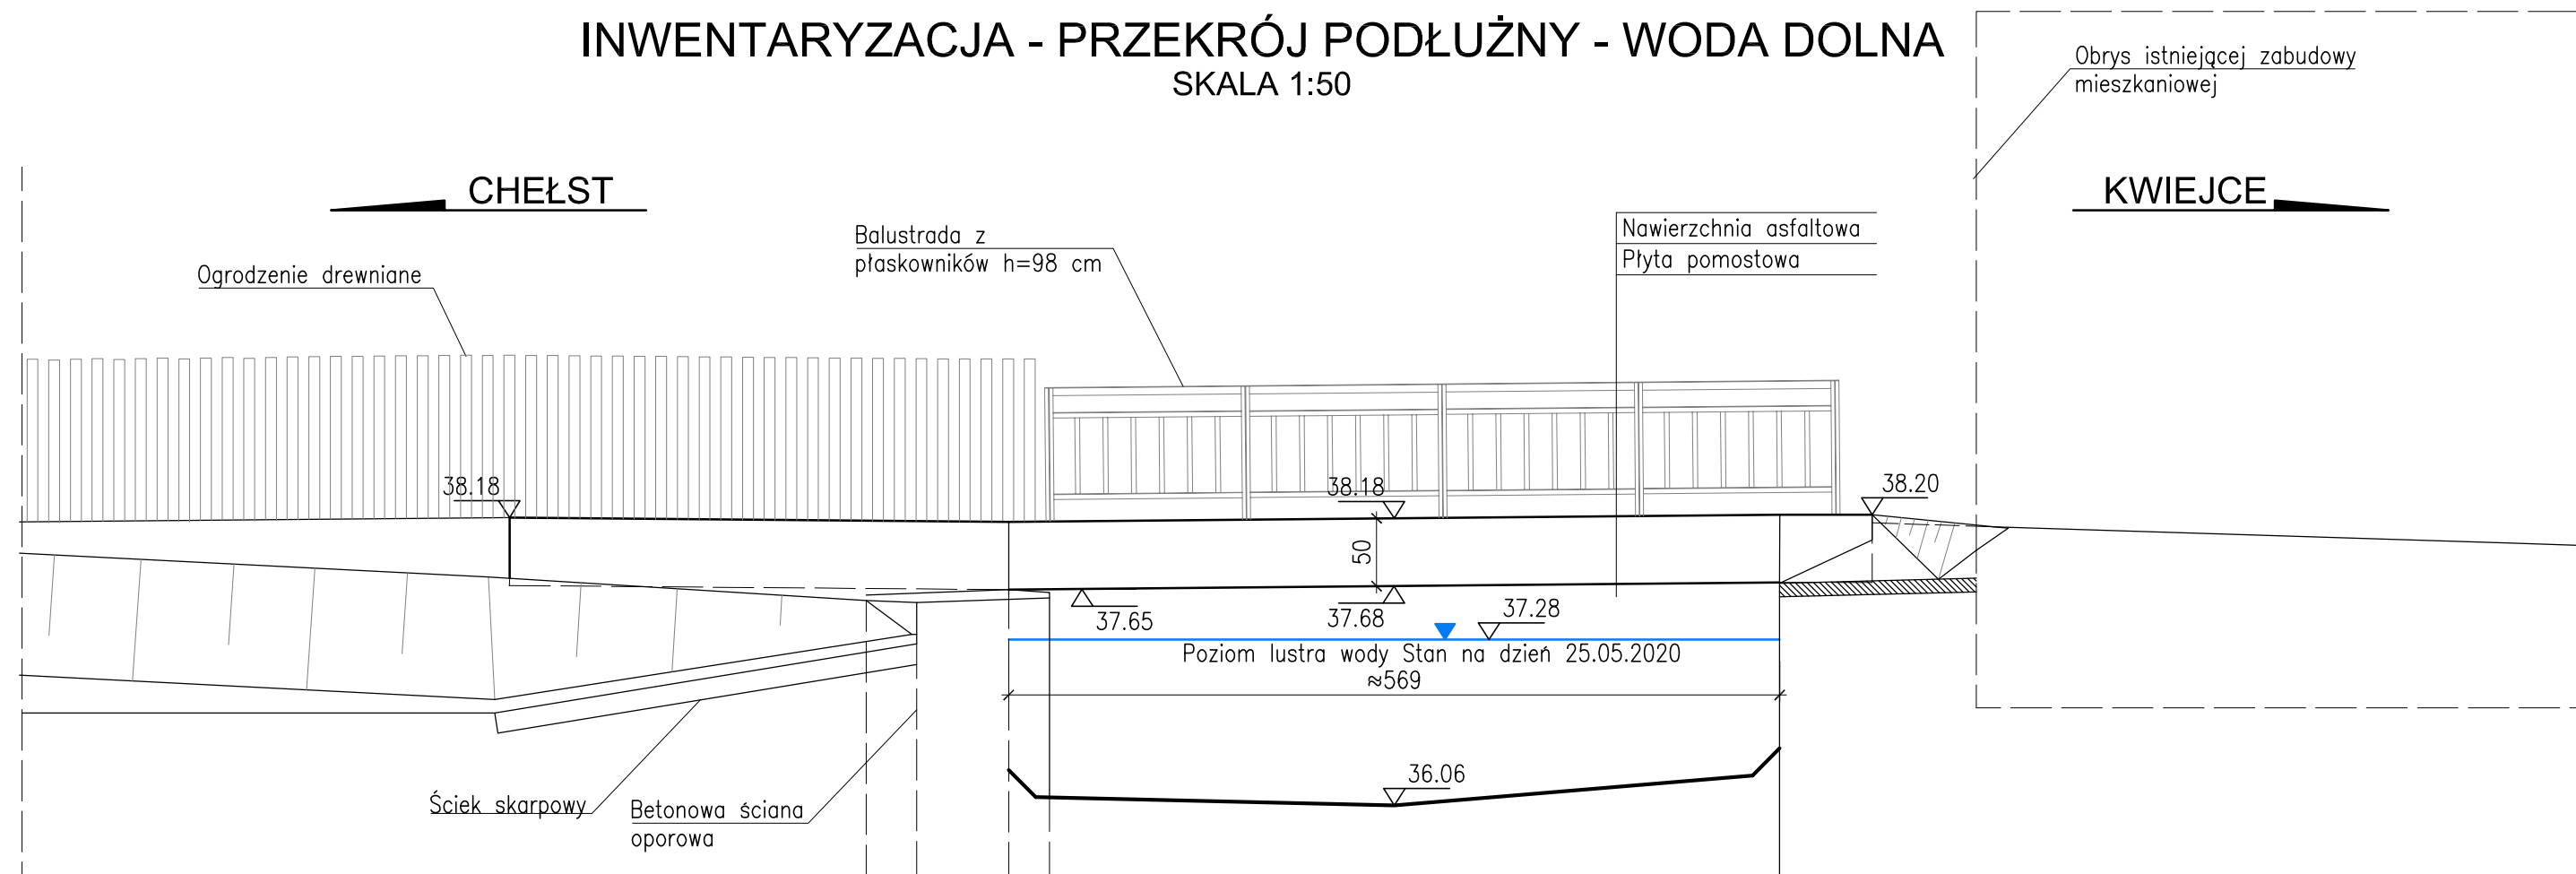 INWENTARYZACJA - PRZEKRÓJ PODŁUŻNY - WODA DOLNA
SKALA 1:50
Obrys istniejącej zabudowy
mieszkaniowej
CHEŁST
KWIEJCE
Balustrada z
płaskowników h=98 cm
Nawierzchnia asfaltowa
Płyta pomostowa
Ogrodzenie drewniane
38.18
38.18
38.20
50
37.65
37.68
37.28
Poziom lustra wody Stan na dzień 25.05.2020
≈569
36.06
Ściek skarpowy
Betonowa ściana
oporowa